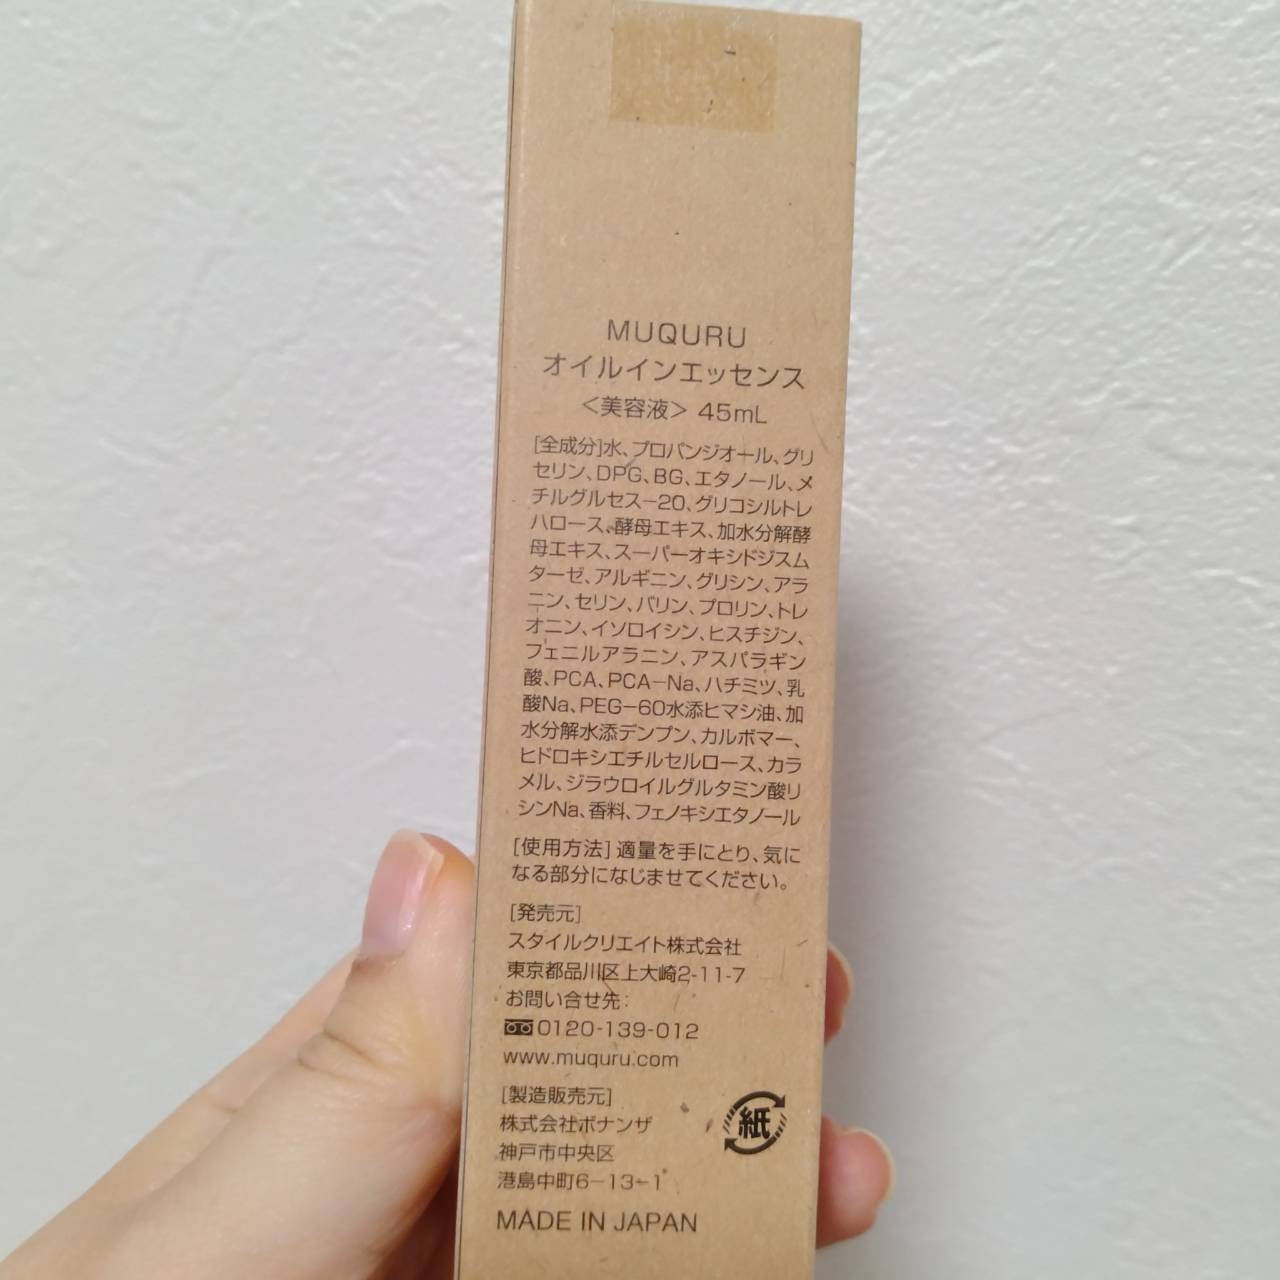 MUQURU
オイルインエッセンス
＜美容液＞ 45mL
[全成分]水、プロパンジオール、グリ
セリン、DPG、BG、エタノール、メ
チルグルセス－20、グリコシルトレ
ハロース、酵母エキス、加水分解酵
母エキス、スーパーオキシドジスム
ターゼ、アルギニン、グリシン、アラ
ニン、セリン、バリン、プロリン、トレ
オニン、イソロイシン、ヒスチジン、
フェニルアラニン、アスパラギン
酸、PCA、PCA－Na、ハチミツ、乳
酸Na、PEG－60水添ヒマシ油、加
水分解水添デンプン、カルボマー、
ヒドロキシエチルセルロース、カラ
メル、ジラウロイルグルタミン酸リ
シンNa、香料、フェノキシエタノール
[使用方法] 適量を手にとり、気に
なる部分になじませてください。
[発売元]
スタイルクリエイト株式会社
東京都品川区上大崎2-11-7
お問い合せ先:
0120-139-012
www.muquru.com
[製造販売元]
株式会社ボナンザ
神戸市中央区
港島中町6－13－1
紙
MADE IN JAPAN